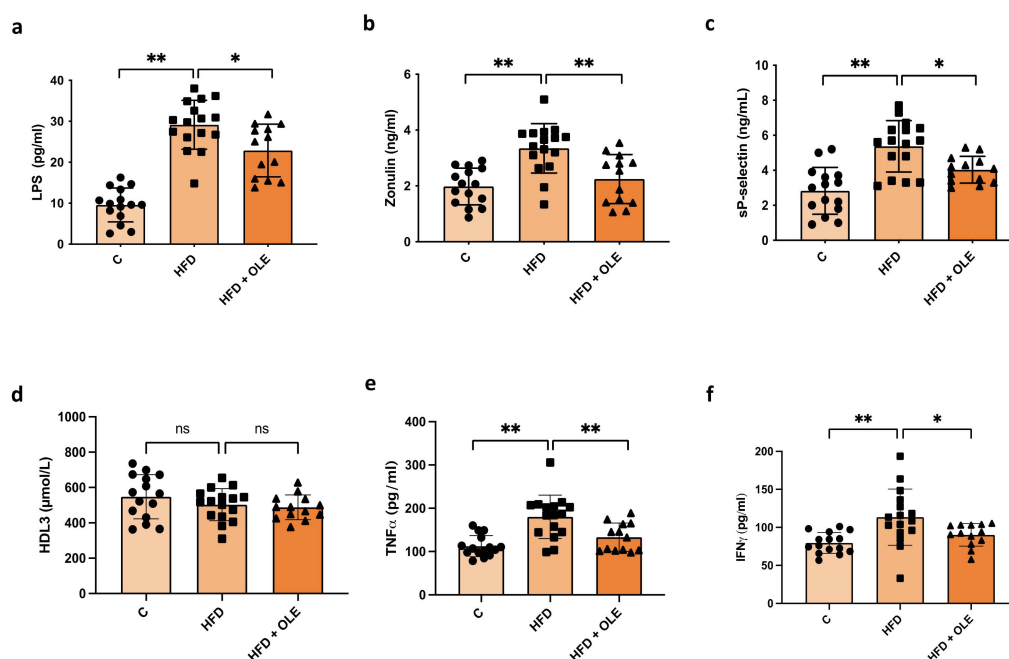 a
LPS (pg/ml)
40
30
20
10
0
**
*
C
HFD
HFD + OLE
b
Zonulin (ng/ml)
6
4
2
0
**
**
C
HFD
HFD + OLE
c
sP-selectin (ng/mL)
10
8
6
4
2
0
**
*
C
HFD
HFD + OLE
d
HDL3 (µmol/L)
1000
800
600
400
200
0
ns
ns
C
HFD
HFD + OLE
e
TNFα (pg/ml)
400
300
200
100
0
**
**
C
HFD
HFD + OLE
f
IFNγ (pg/ml)
200
150
100
50
0
**
*
C
HFD
HFD + OLE